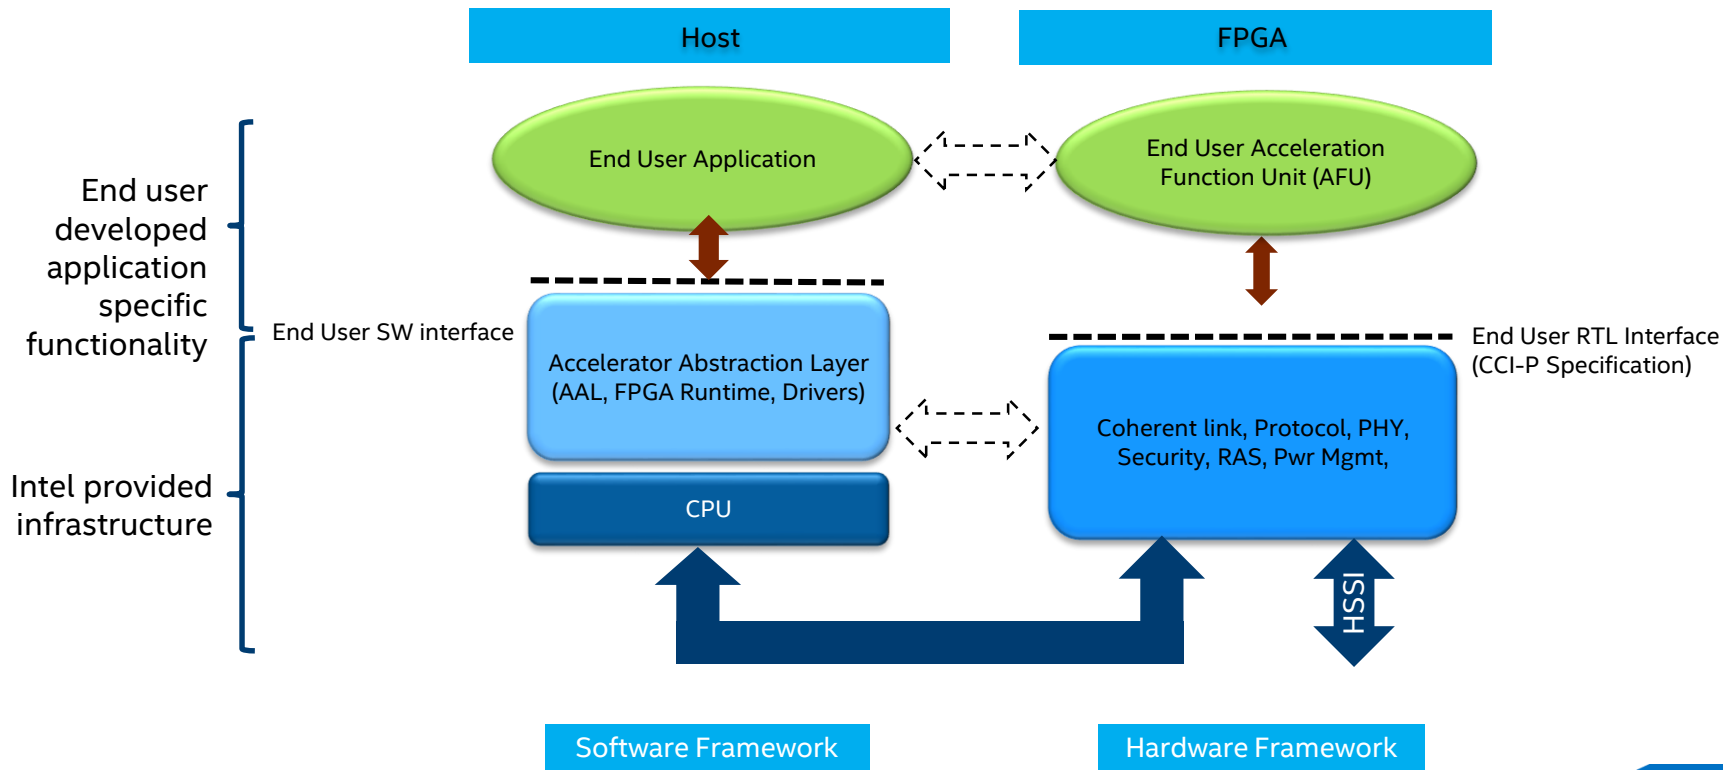 Host
FPGA
End User Application
End User Acceleration
Function Unit (AFU)
End user
developed
application
specific
functionality
End User SW interface
Accelerator Abstraction Layer
(AAL, FPGA Runtime, Drivers)
End User RTL Interface
(CCI-P Specification)
Coherent link, Protocol, PHY,
Security, RAS, Pwr Mgmt,
Intel provided
infrastructure
CPU
HSSI
Software Framework
Hardware Framework